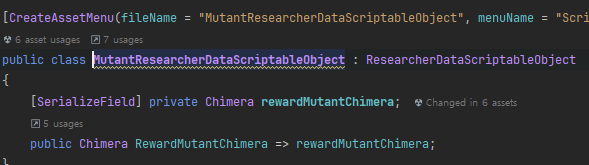 [CreateAssetMenu(fileName = "MutantResearcherDataScriptableObject", menuName = "Scri
6 asset usages 7 usages
public class MutantResearcherDataScriptableObject : ResearcherDataScriptableObject
{
[SerializeField] private Chimera rewardMutantChimera; Changed in 6 assets
5 usages
public Chimera RewardMutantChimera => rewardMutantChimera;
}